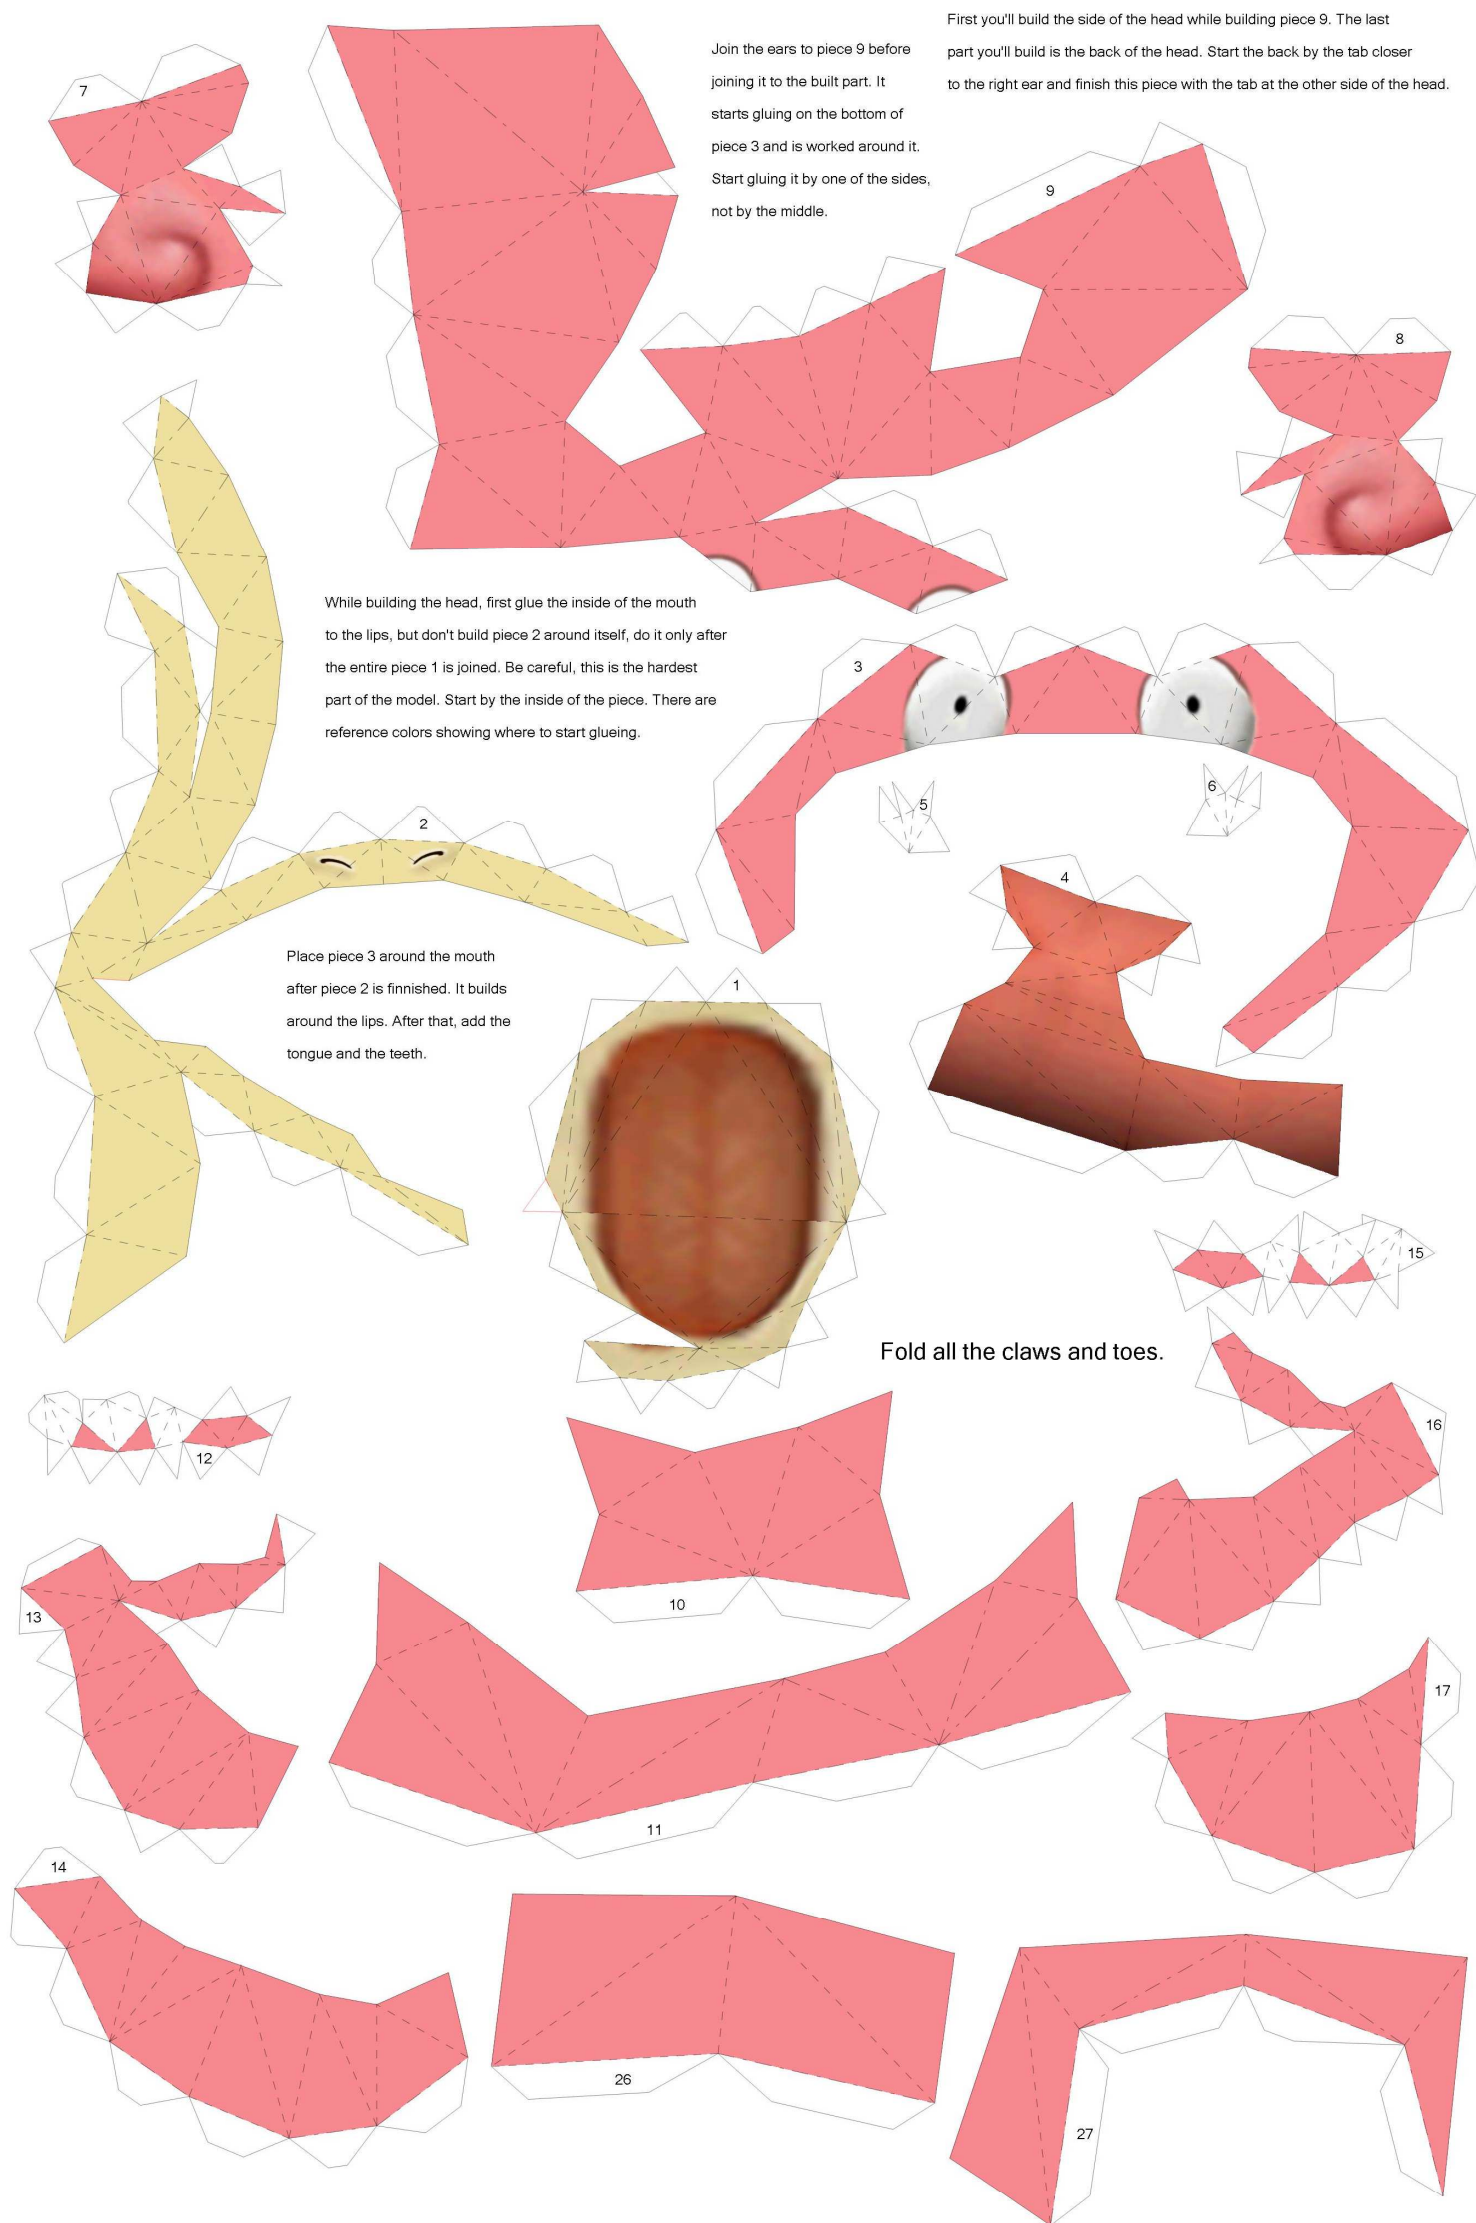 First you'll build the side of the head while building piece 9. The last
part you'll build is the back of the head. Start the back by the tab closer
to the right ear and finish this piece with the tab at the other side of the head.
Join the ears to piece 9 before
joining it to the built part. It
starts gluing on the bottom of
piece 3 and is worked around it.
Start gluing it by one of the sides,
not by the middle.
7
9
8
While building the head, first glue the inside of the mouth
to the lips, but don't build piece 2 around itself, do it only after
the entire piece 1 is joined. Be careful, this is the hardest
part of the model. Start by the inside of the piece. There are
reference colors showing where to start glueing.
3
5
6
2
4
Place piece 3 around the mouth
after piece 2 is finnished. It builds
around the lips. After that, add the
tongue and the teeth.
1
15
Fold all the claws and toes.
12
16
10
13
17
11
14
26
27